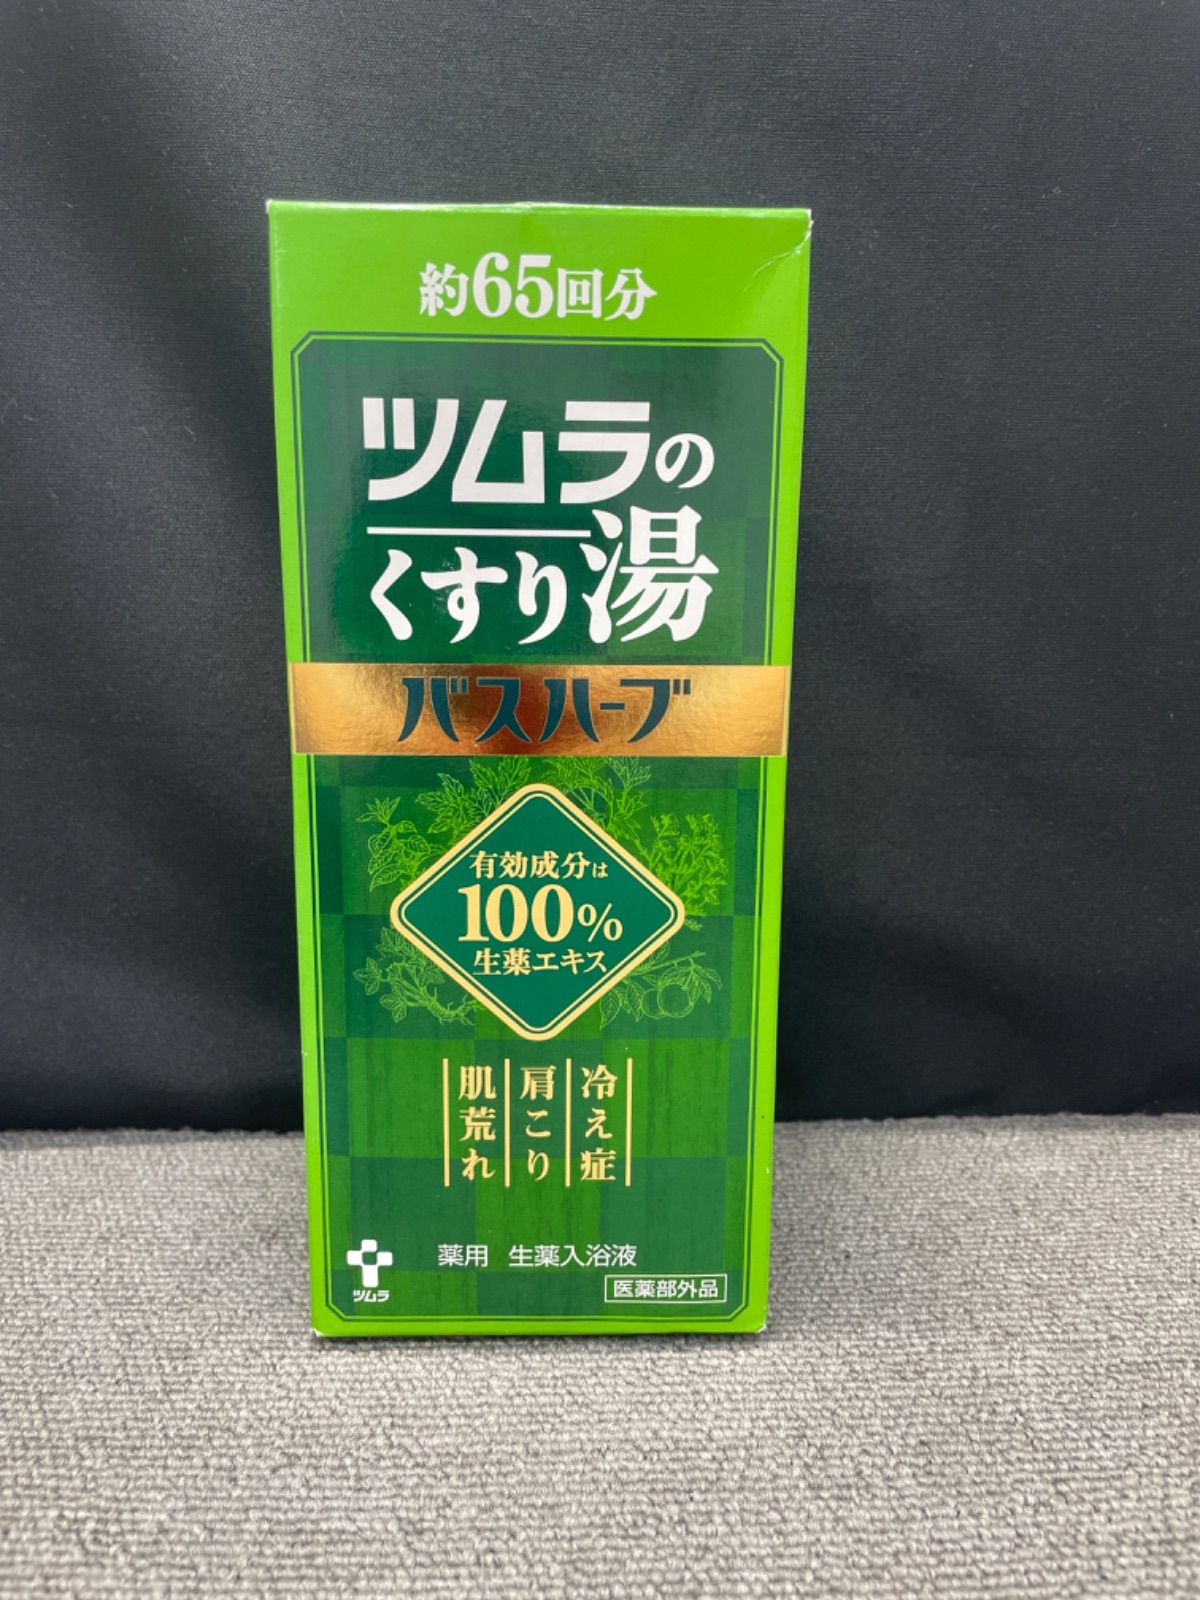 約65回分
ツムラの
くすり湯
バスハーブ
有効成分は
100%
生薬エキス
冷え症
肩こり
肌荒れ
薬用 生薬入浴液
医薬部外品
ツムラ